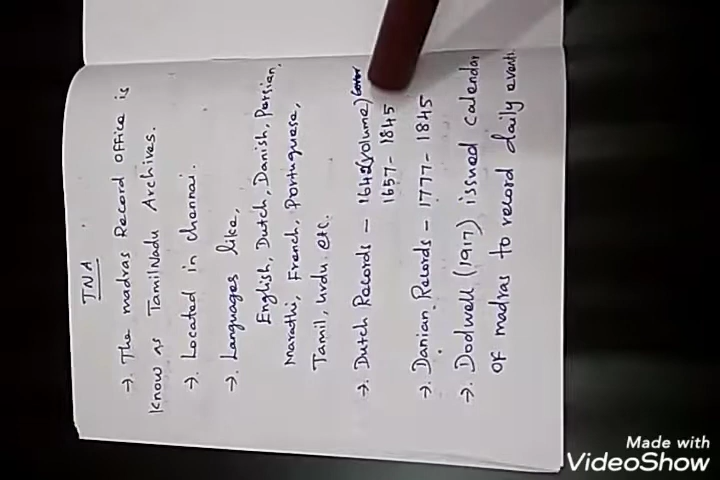 TNA
→. The madras Record office is
know as TamilNadu Archives.
→. Located in chennai.
→. Languages like,
English, Dutch, Danish, Persian,
Marathi, French, Portuguese,
Tamil, urdu etc.
→. Dutch Records - 1642(volume)
1657-1845
→. Danian Records - 1777-1845
→. Dodwell (1917) issued calendar
of madras to record daily events.
Made with
VideoShow